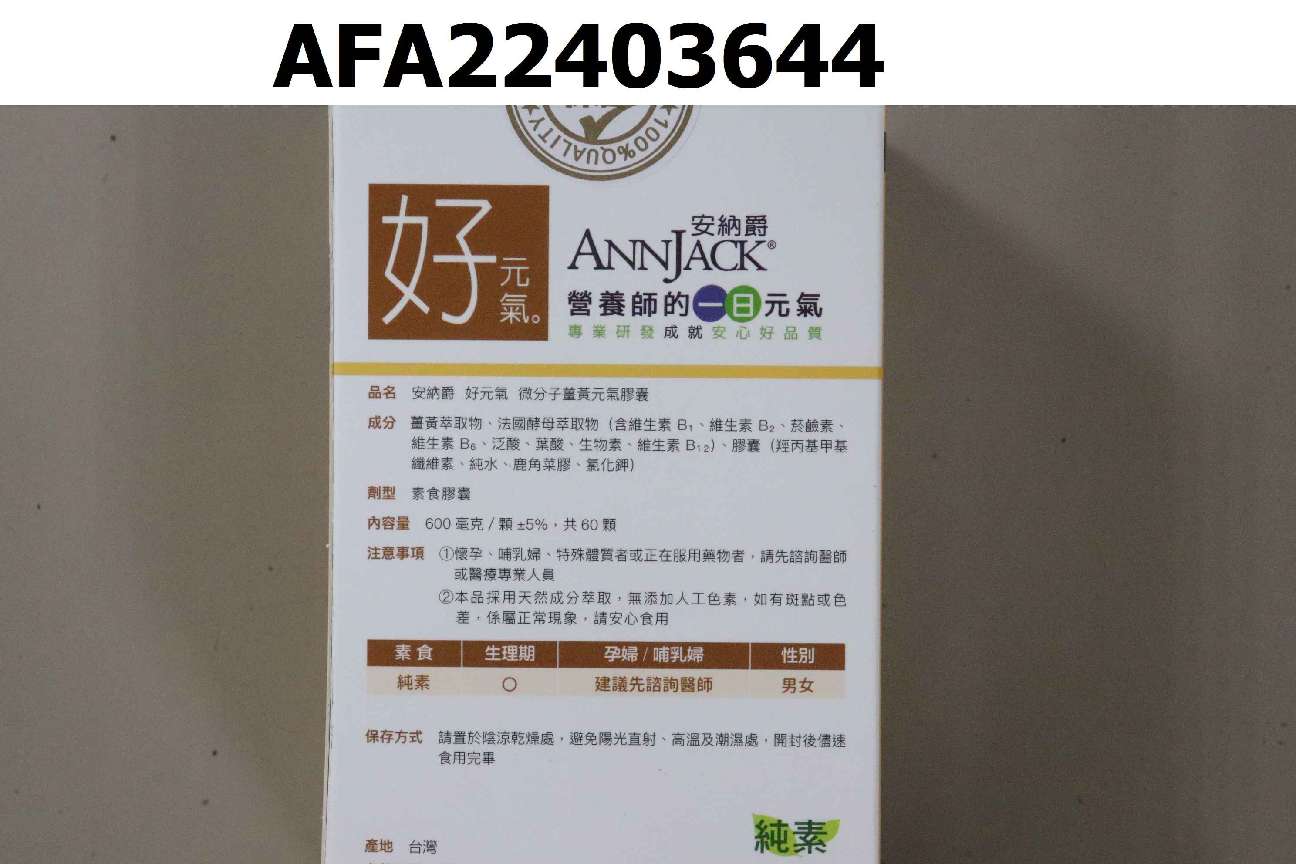 AFA22403644
★100%QUALITY★
好元氣。
安納爵
ANNJACK®
營養師的一日元氣
專業研發成就安心好品質
品名 安納爵 好元氣 微分子薑黃元氣膠囊
成分 薑黃萃取物、法國酵母萃取物（含維生素 B₁、維生素 B₂、菸鹼素、
維生素 B₆、泛酸、葉酸、生物素、維生素 B₁₂）、膠囊（羥丙基甲基
纖維素、純水、鹿角菜膠、氯化鉀）
劑型 素食膠囊
內容量 600 毫克 / 顆 ±5%，共 60 顆
注意事項 ①懷孕、哺乳婦、特殊體質者或正在服用藥物者，請先諮詢醫師
或醫療專業人員
②本品採用天然成分萃取，無添加人工色素，如有斑點或色
差，係屬正常現象，請安心食用
素食 生理期 孕婦 / 哺乳婦 性別
純素 〇 建議先諮詢醫師 男女
保存方式 請置於陰涼乾燥處，避免陽光直射、高溫及潮濕處，開封後儘速
食用完畢
純素
產地 台灣